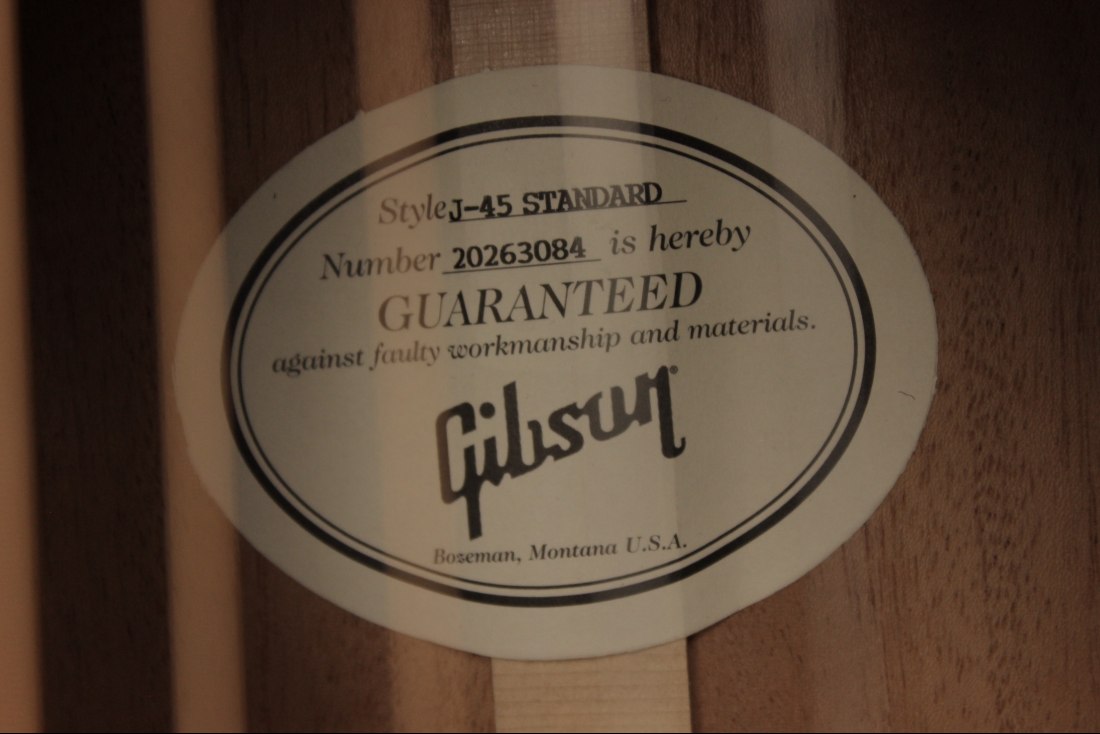 Style J-45 STANDARD
Number 20263084 is hereby
GUARANTEED
against faulty workmanship and materials.
Gibson®
Bozeman, Montana U.S.A.